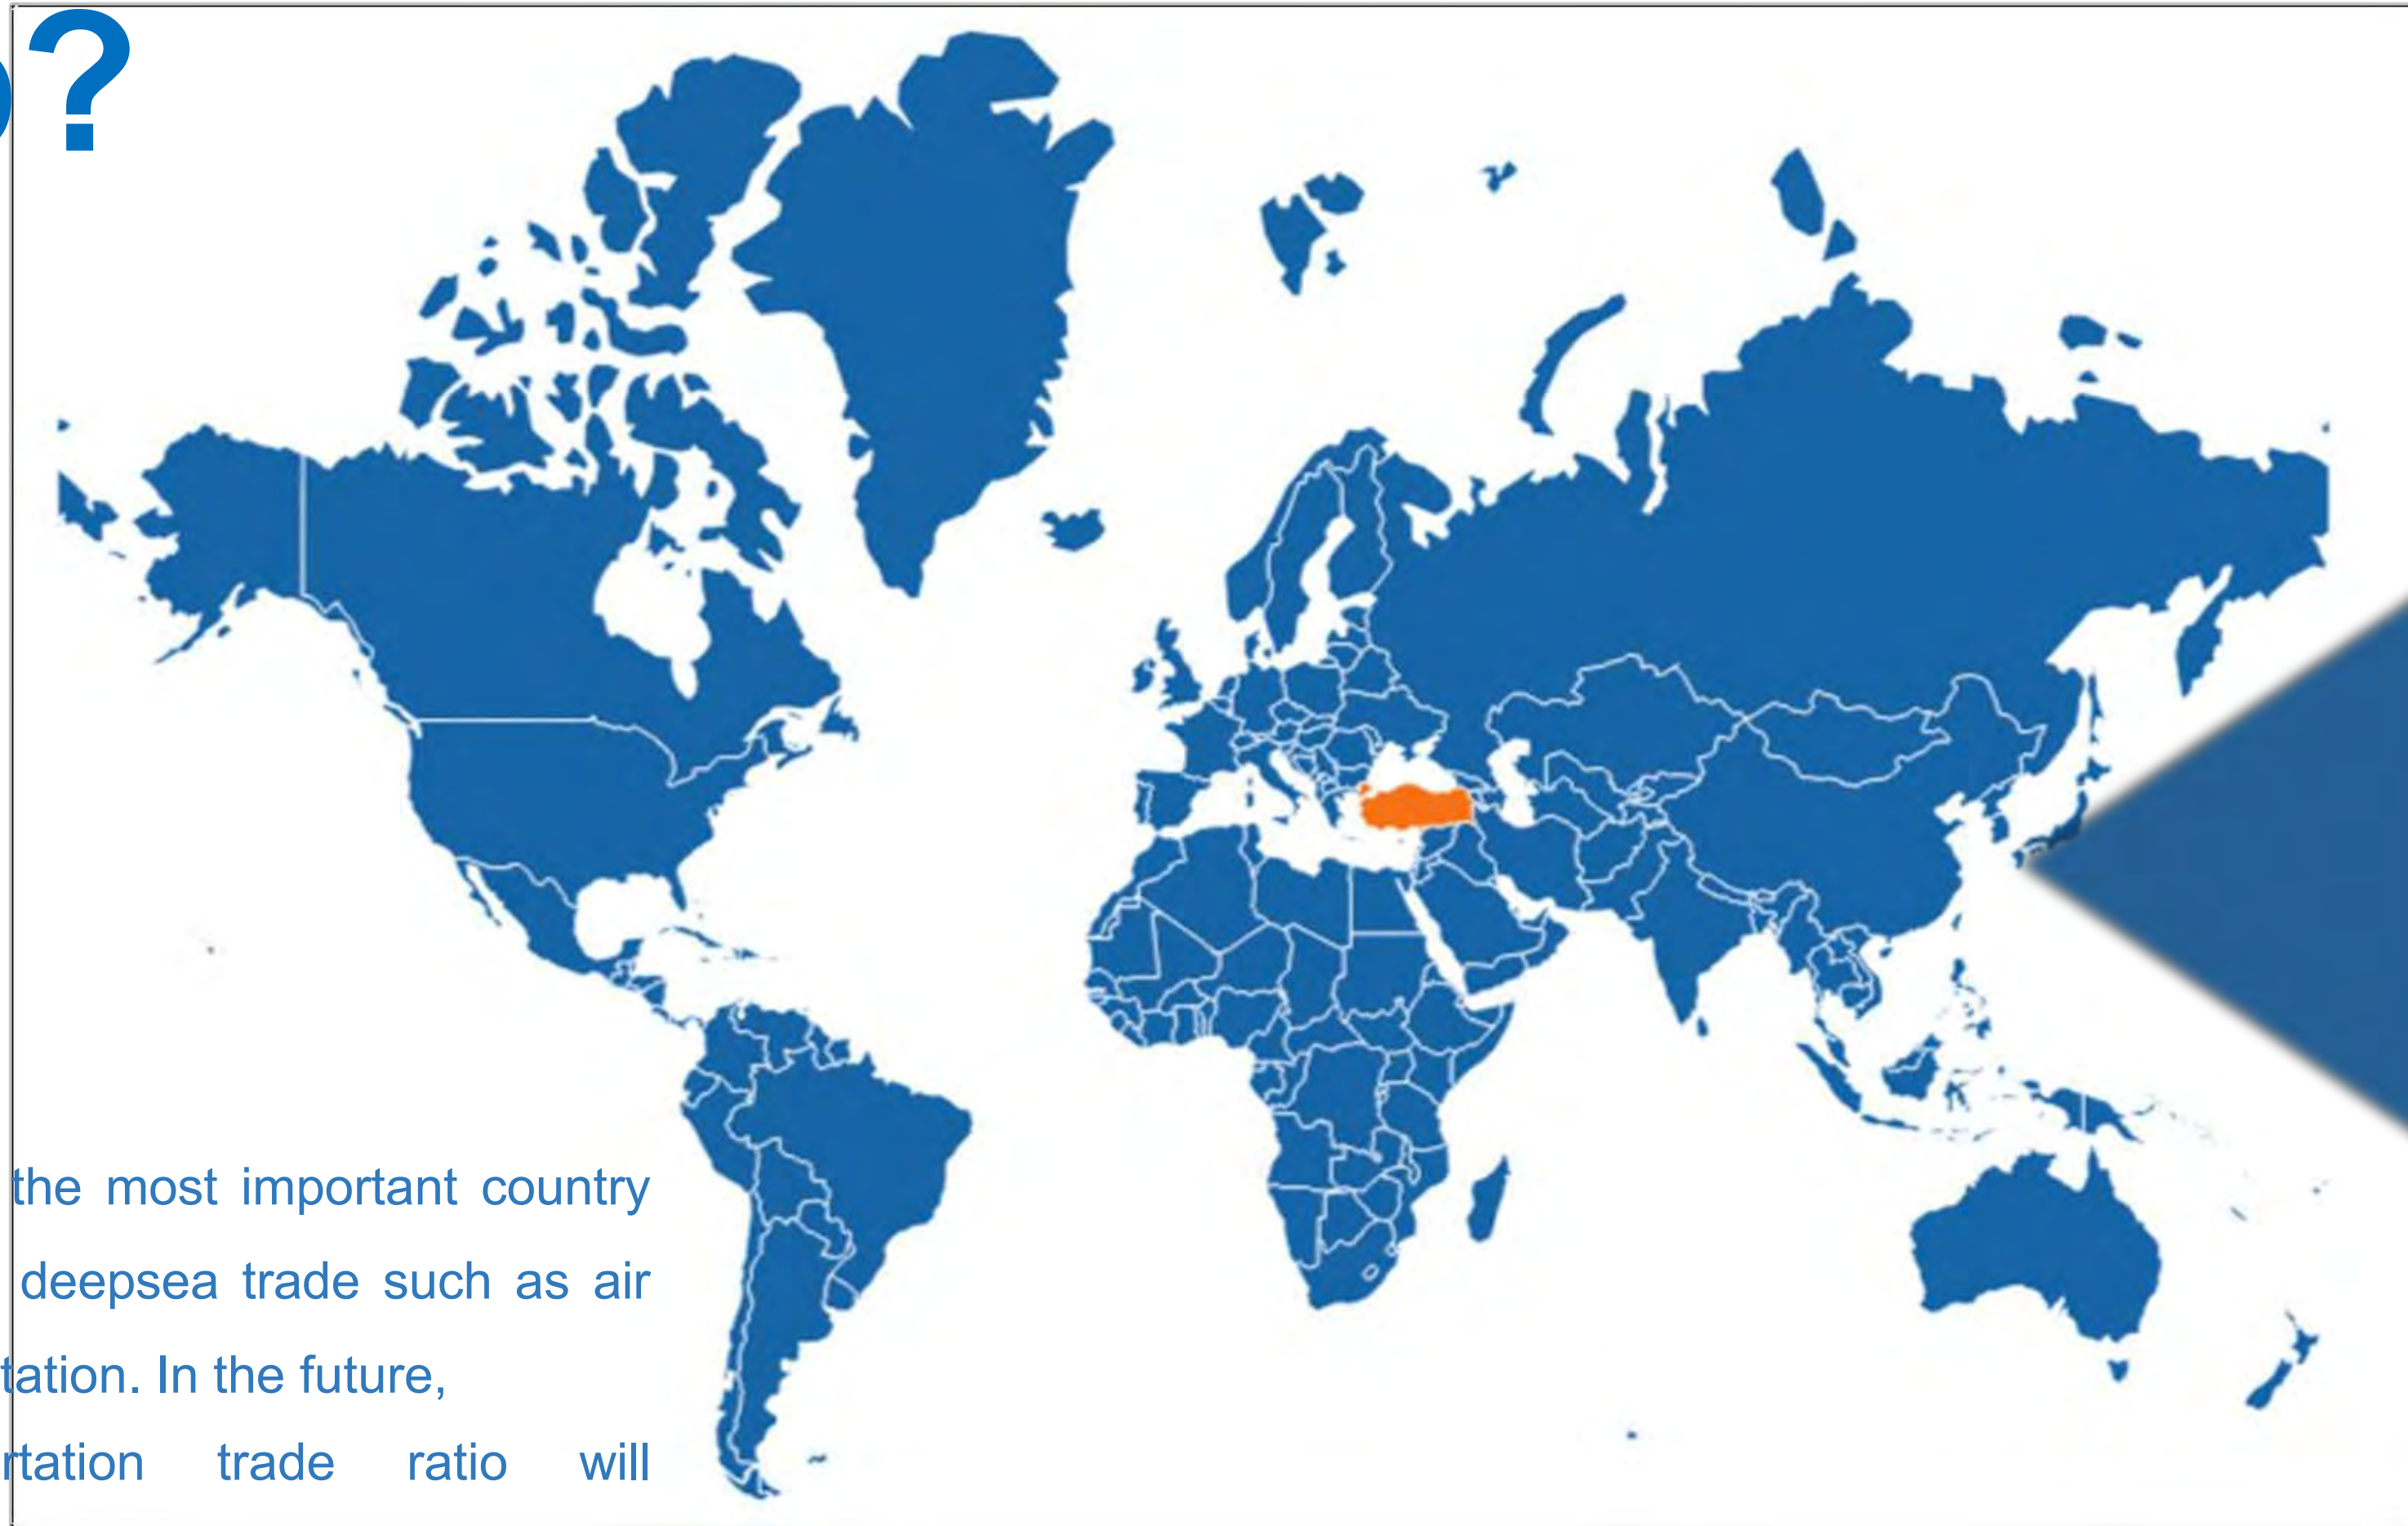 ?
the most important country
deepsea trade such as air
tation. In the future,
rtation trade ratio will